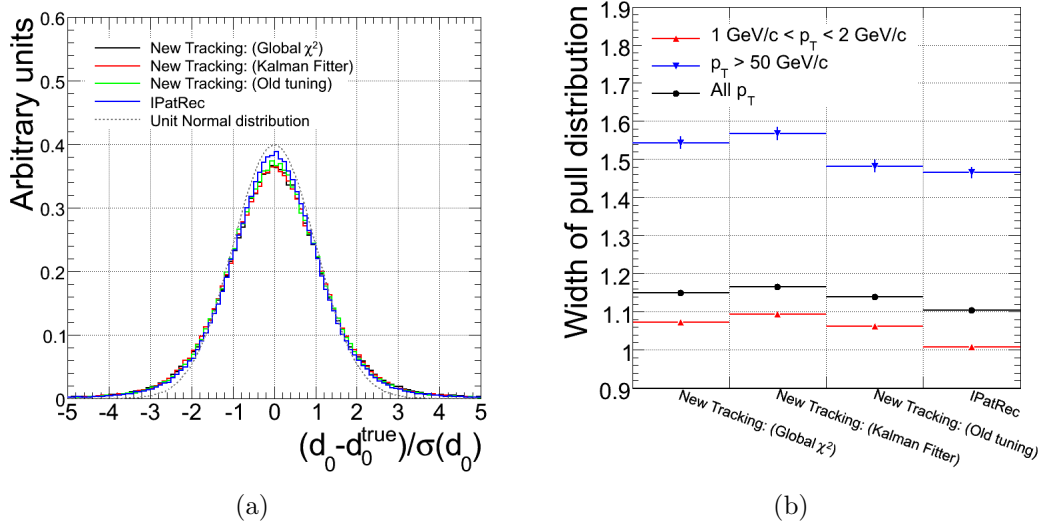 Arbitrary units
0.6
0.5
0.4
0.3
0.2
0.1
0
New Tracking: (Global χ²)
New Tracking: (Kalman Fitter)
New Tracking: (Old tuning)
IPatRec
Unit Normal distribution
-5 -4 -3 -2 -1 0 1 2 3 4 5
(d₀-d₀ᵗʳᵘᵉ)/σ(d₀)
(a)
Width of pull distribution
1.9
1.8
1.7
1.6
1.5
1.4
1.3
1.2
1.1
1
0.9
1 GeV/c < p_T < 2 GeV/c
p_T > 50 GeV/c
All p_T
New Tracking: (Global χ²)
New Tracking: (Kalman Fitter)
New Tracking: (Old tuning)
IPatRec
(b)